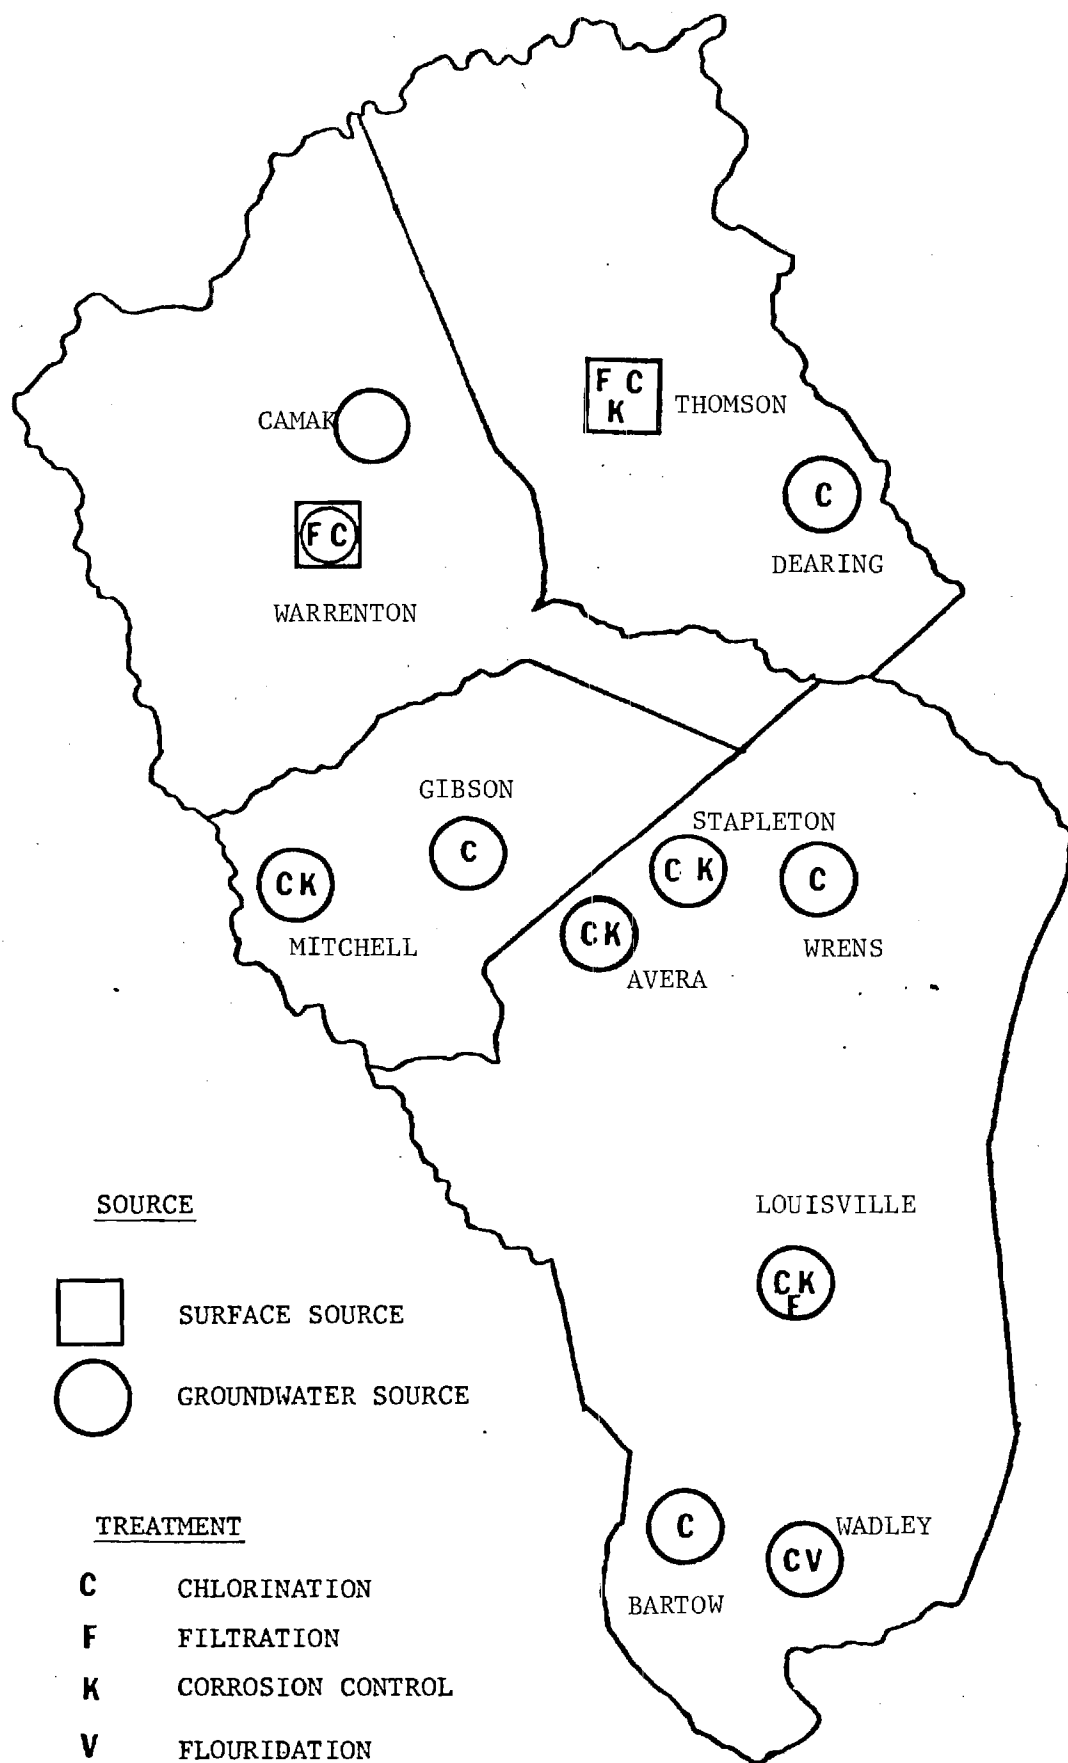 F C
K
THOMSON
CAMAK
C
DEARING
F C
WARRENTON
GIBSON
C
STAPLETON
C K
C
WRENS
C K
MITCHELL
C K
AVERA
LOUISVILLE
C K
F
C
BARTOW
WADLEY
C V
SOURCE
SURFACE SOURCE
GROUNDWATER SOURCE
TREATMENT
C CHLORINATION
F FILTRATION
K CORROSION CONTROL
V FLOURIDATION